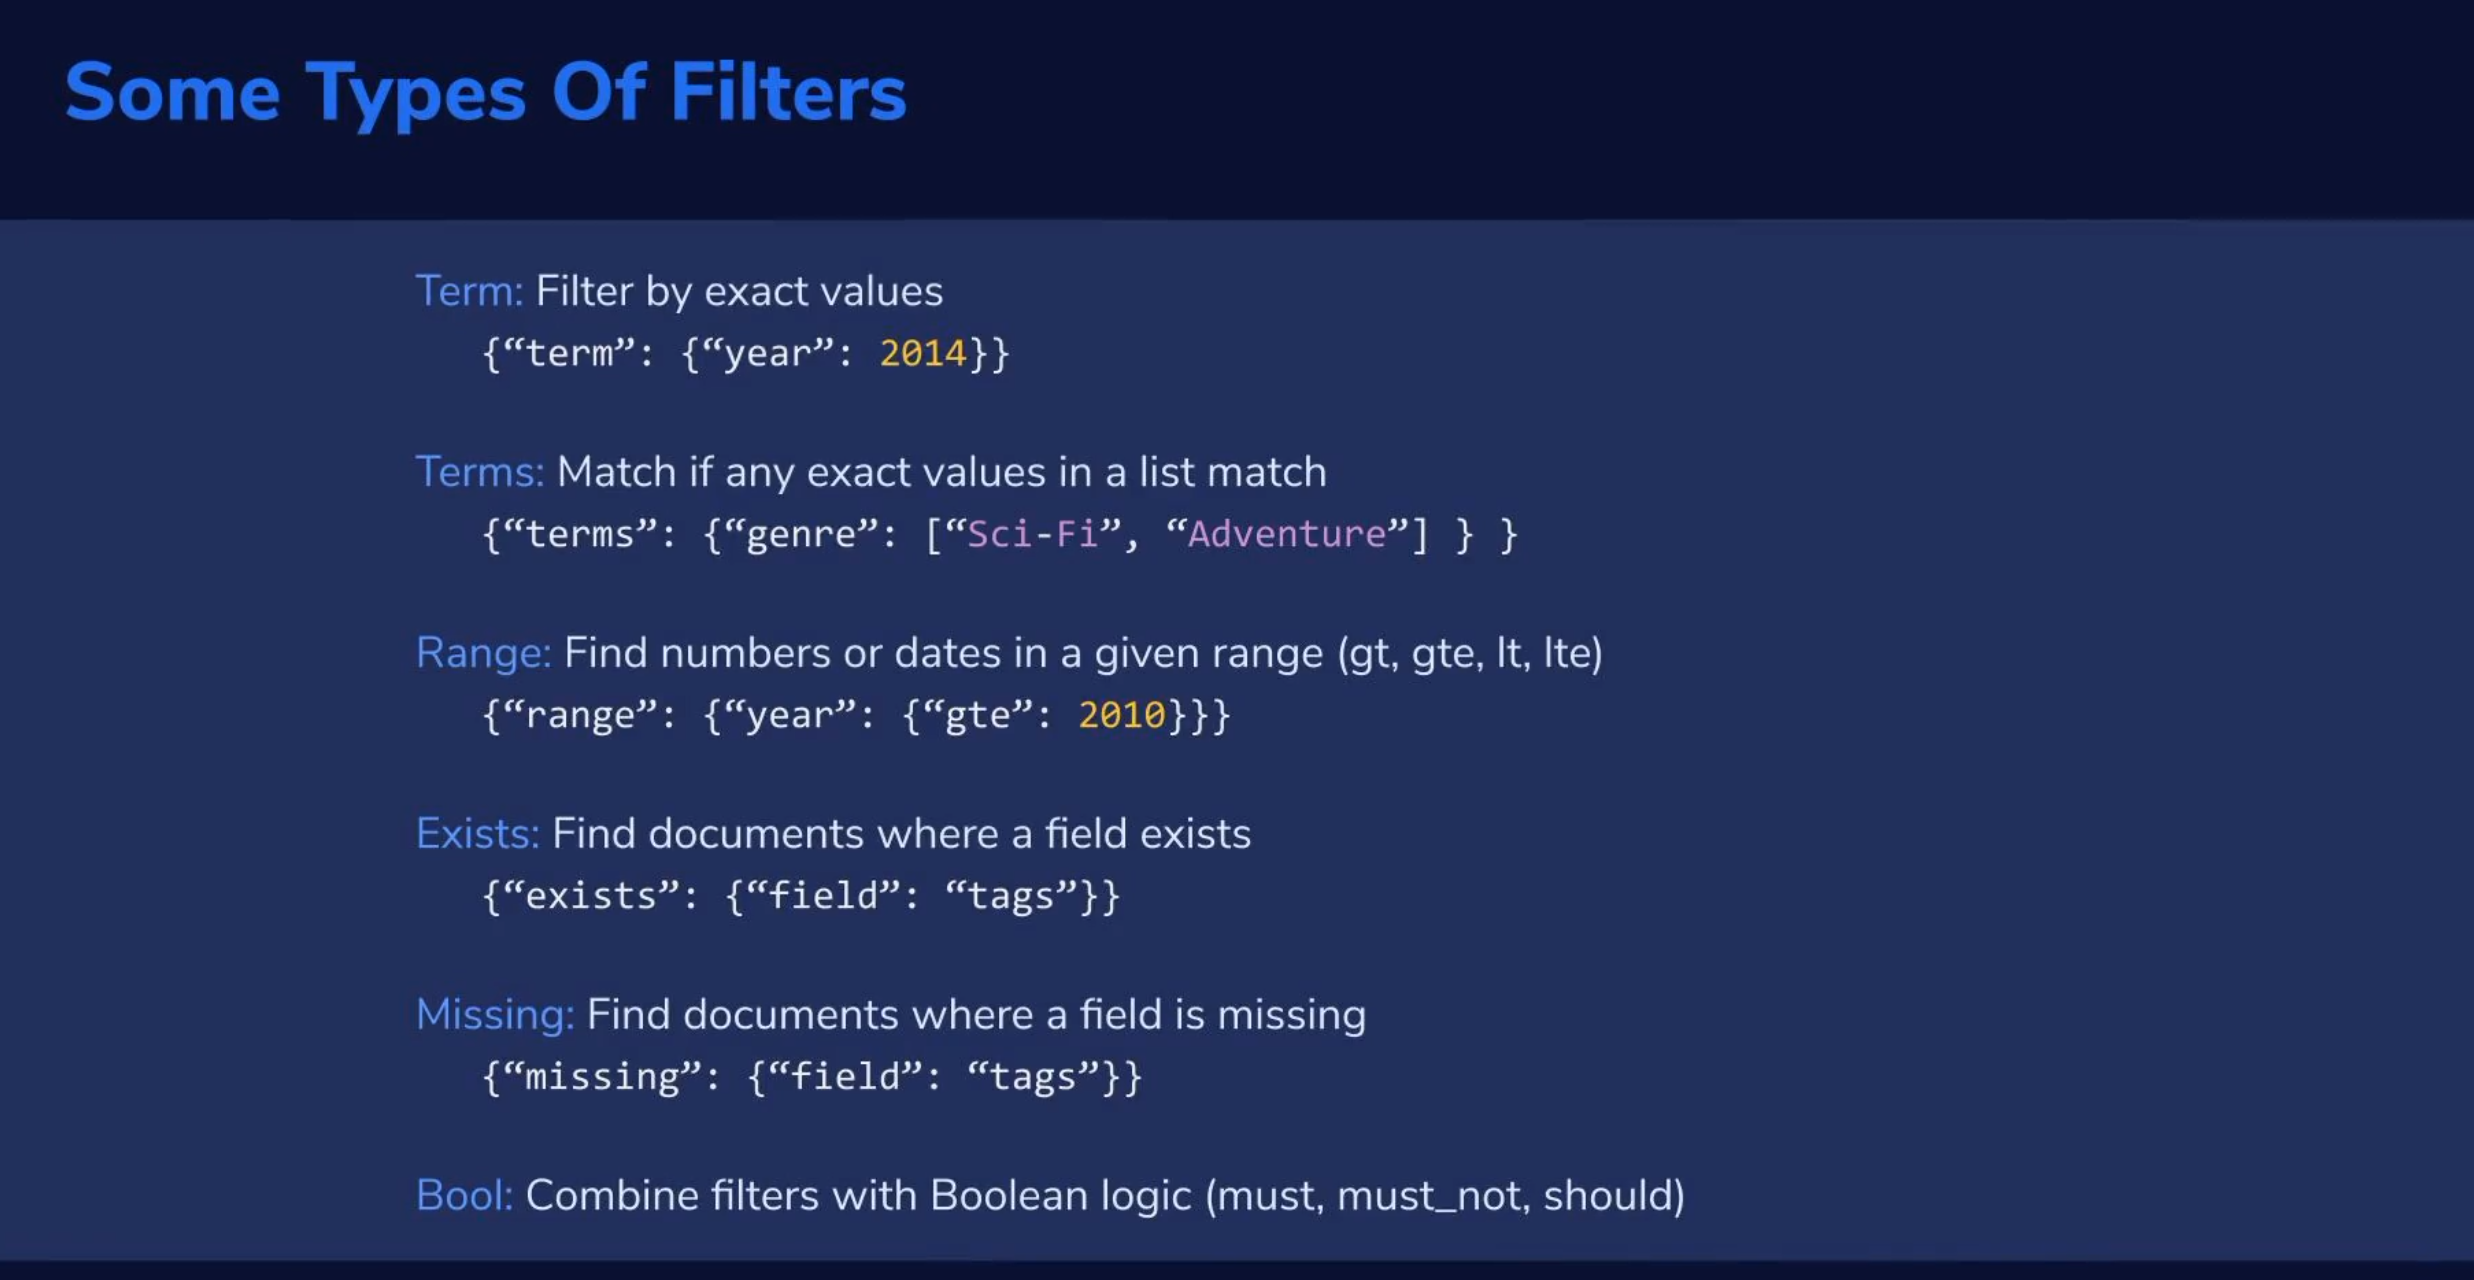 Some Types Of Filters
Term: Filter by exact values
{“term”: {“year”: 2014}}
Terms: Match if any exact values in a list match
{“terms”: {“genre”: [“Sci-Fi”, “Adventure”] } }
Range: Find numbers or dates in a given range (gt, gte, lt, lte)
{“range”: {“year”: {“gte”: 2010}}}
Exists: Find documents where a field exists
{“exists”: {“field”: “tags”}}
Missing: Find documents where a field is missing
{“missing”: {“field”: “tags”}}
Bool: Combine filters with Boolean logic (must, must_not, should)